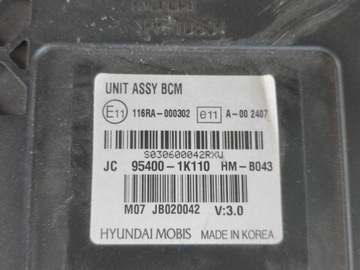 UNIT ASSY BCM
E11 116RA-000302 e11 A-00 2407
S030600042RXW
JC 95400-1K110 HM-B043
M07 JB020042 V:3.0
HYUNDAI MOBIS MADE IN KOREA